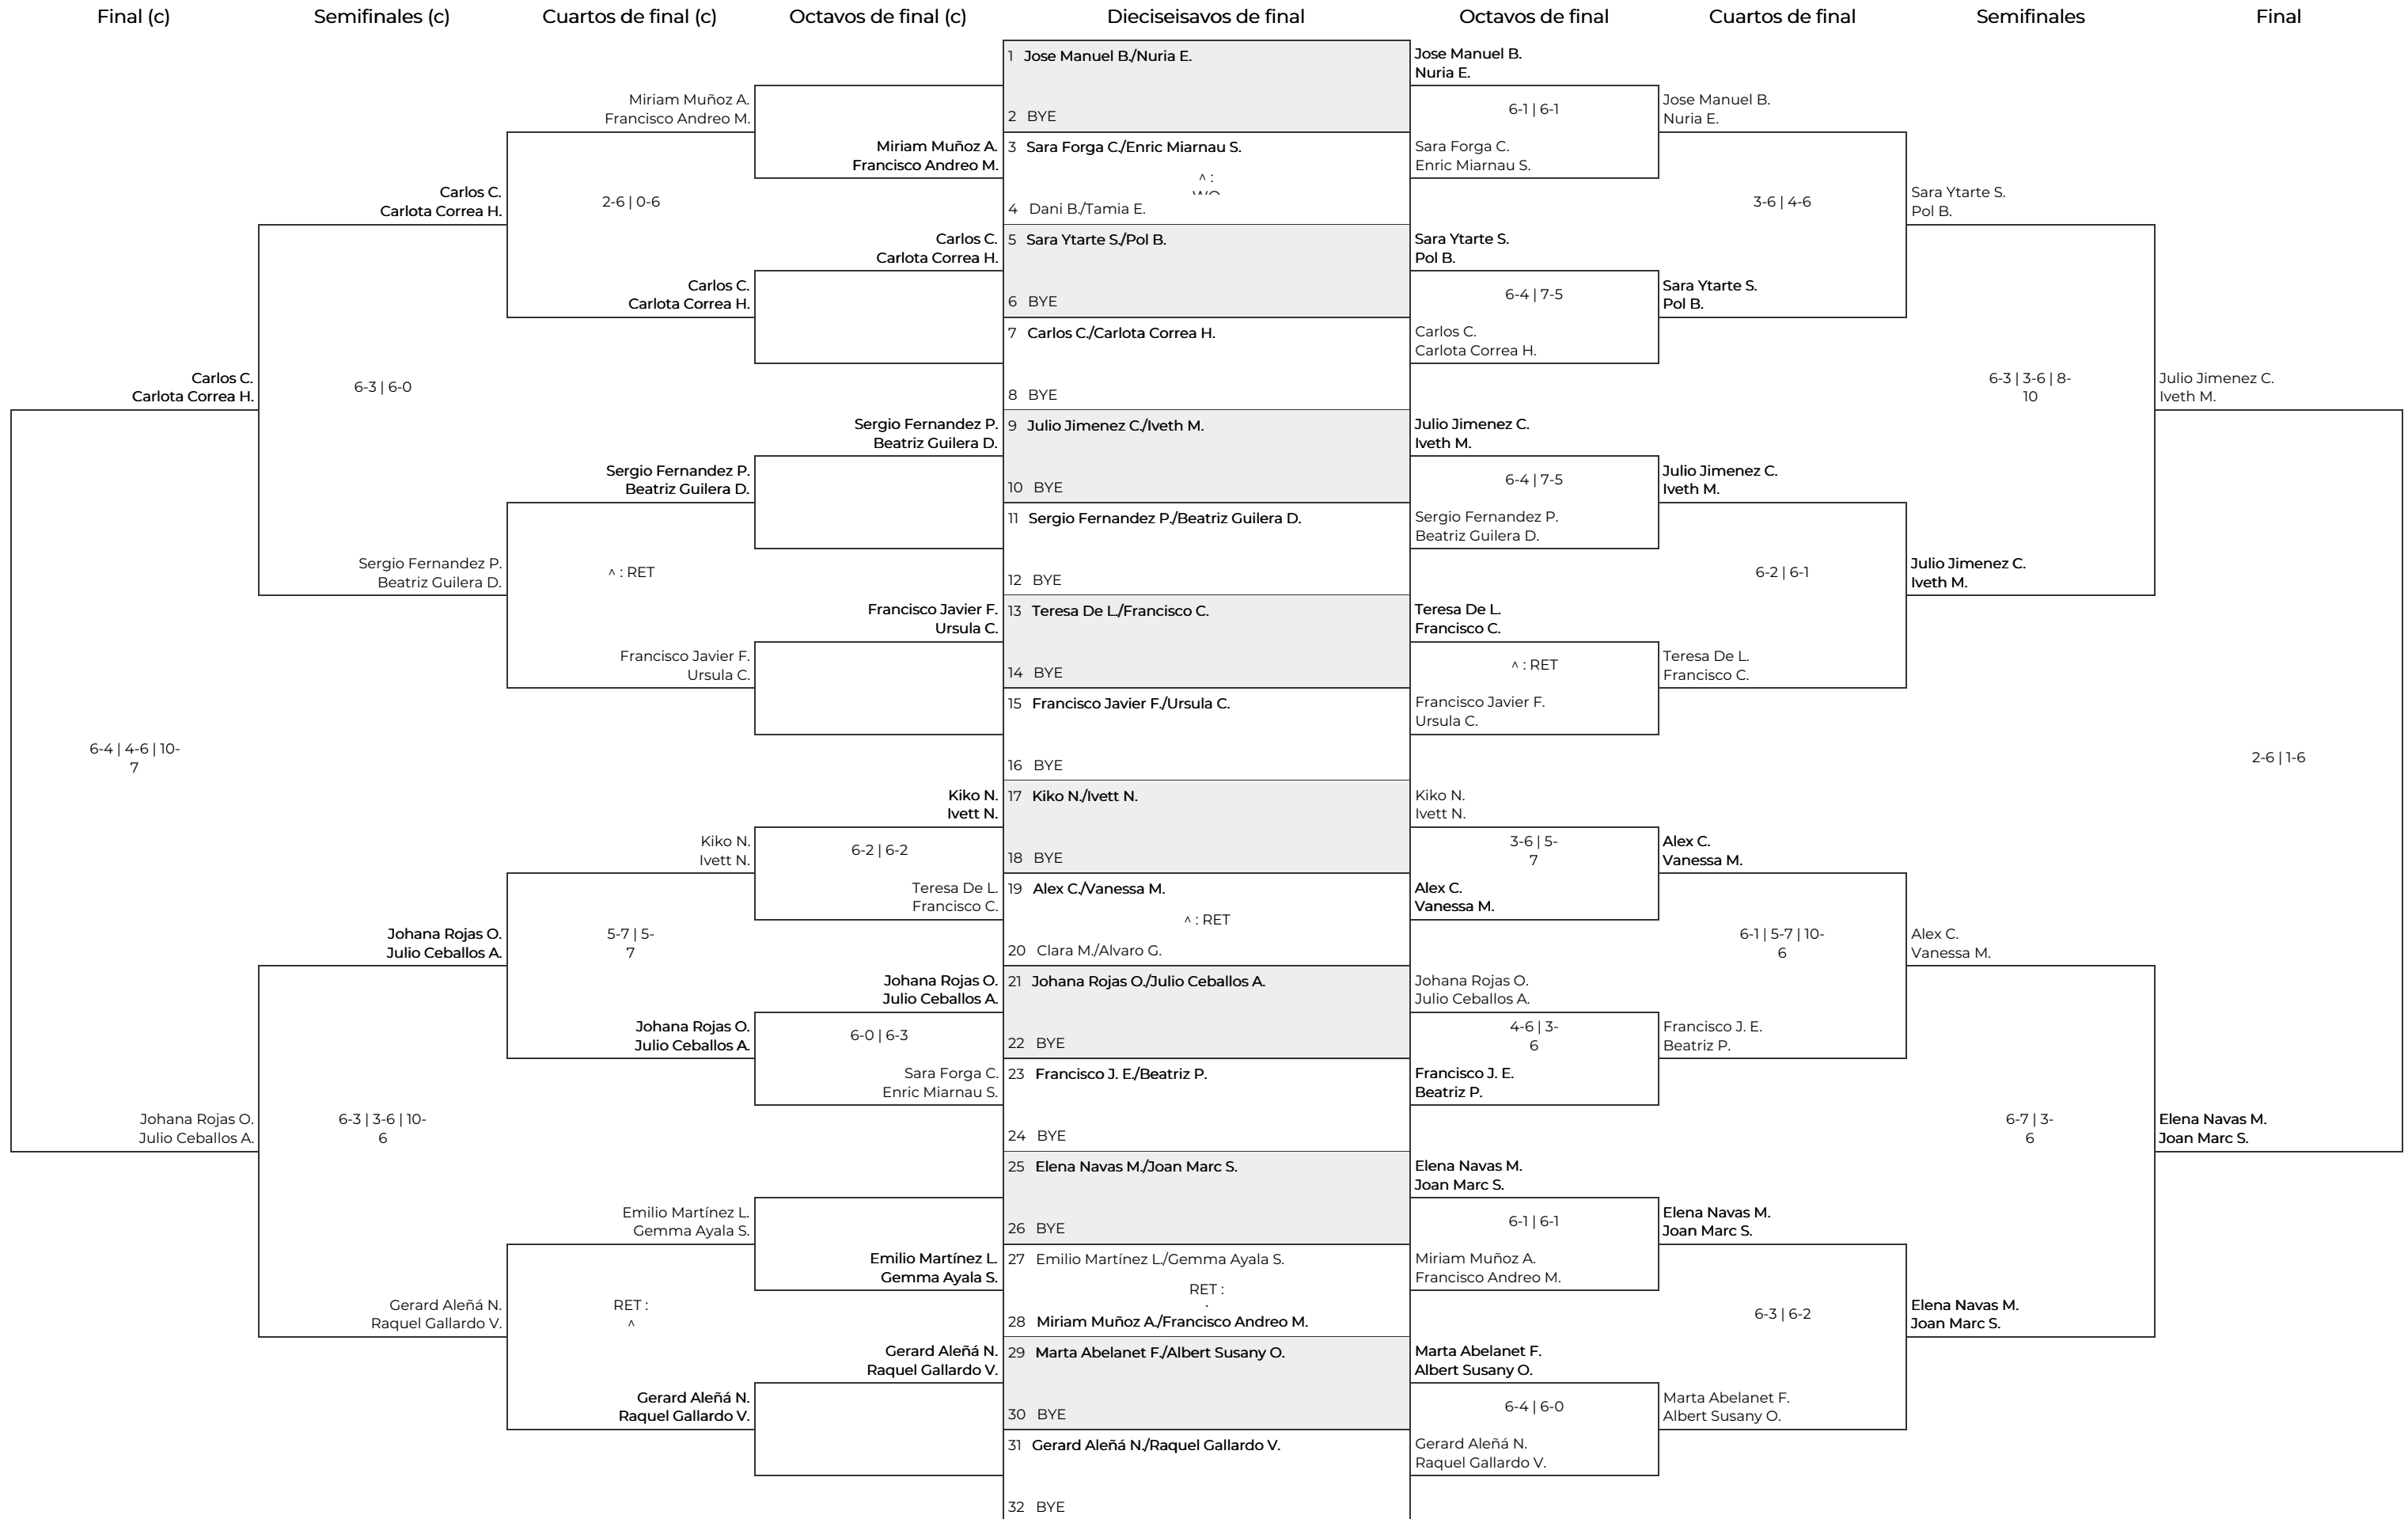 Final (c)
Semifinales (c)
Cuartos de final (c)
Octavos de final (c)
Dieciseisavos de final
Octavos de final
Cuartos de final
Semifinales
Final
Carlos C.
Carlota Correa H.
6-4 | 4-6 | 10-
7
Johana Rojas O.
Julio Ceballos A.
Carlos C.
Carlota Correa H.
6-3 | 6-0
Sergio Fernandez P.
Beatriz Guilera D.
Johana Rojas O.
Julio Ceballos A.
6-3 | 3-6 | 10-
6
Gerard Aleñá N.
Raquel Gallardo V.
Miriam Muñoz A.
Francisco Andreo M.
2-6 | 0-6
Carlos C.
Carlota Correa H.
Sergio Fernandez P.
Beatriz Guilera D.
^ : RET
Francisco Javier F.
Ursula C.
Kiko N.
Ivett N.
5-7 | 5-
7
Johana Rojas O.
Julio Ceballos A.
Emilio Martínez L.
Gemma Ayala S.
RET :
^
Gerard Aleñá N.
Raquel Gallardo V.
Miriam Muñoz A.
Francisco Andreo M.
Carlos C.
Carlota Correa H.
Sergio Fernandez P.
Beatriz Guilera D.
Francisco Javier F.
Ursula C.
Kiko N.
Ivett N.
6-2 | 6-2
Teresa De L.
Francisco C.
Johana Rojas O.
Julio Ceballos A.
6-0 | 6-3
Sara Forga C.
Enric Miarnau S.
Emilio Martínez L.
Gemma Ayala S.
Gerard Aleñá N.
Raquel Gallardo V.
1 Jose Manuel B./Nuria E.
2 BYE
3 Sara Forga C./Enric Miarnau S.
^ :
4 Dani B./Tamia E.
5 Sara Ytarte S./Pol B.
6 BYE
7 Carlos C./Carlota Correa H.
8 BYE
9 Julio Jimenez C./Iveth M.
10 BYE
11 Sergio Fernandez P./Beatriz Guilera D.
12 BYE
13 Teresa De L./Francisco C.
14 BYE
15 Francisco Javier F./Ursula C.
16 BYE
17 Kiko N./Ivett N.
18 BYE
19 Alex C./Vanessa M.
^ : RET
20 Clara M./Alvaro G.
21 Johana Rojas O./Julio Ceballos A.
22 BYE
23 Francisco J. E./Beatriz P.
24 BYE
25 Elena Navas M./Joan Marc S.
26 BYE
27 Emilio Martínez L./Gemma Ayala S.
RET :
28 Miriam Muñoz A./Francisco Andreo M.
29 Marta Abelanet F./Albert Susany O.
30 BYE
31 Gerard Aleñá N./Raquel Gallardo V.
32 BYE
Jose Manuel B.
Nuria E.
6-1 | 6-1
Sara Forga C.
Enric Miarnau S.
Sara Ytarte S.
Pol B.
6-4 | 7-5
Carlos C.
Carlota Correa H.
Julio Jimenez C.
Iveth M.
6-4 | 7-5
Sergio Fernandez P.
Beatriz Guilera D.
Teresa De L.
Francisco C.
^ : RET
Francisco Javier F.
Ursula C.
Kiko N.
Ivett N.
3-6 | 5-
7
Alex C.
Vanessa M.
Johana Rojas O.
Julio Ceballos A.
4-6 | 3-
6
Francisco J. E.
Beatriz P.
Elena Navas M.
Joan Marc S.
6-1 | 6-1
Miriam Muñoz A.
Francisco Andreo M.
Marta Abelanet F.
Albert Susany O.
6-4 | 6-0
Gerard Aleñá N.
Raquel Gallardo V.
Jose Manuel B.
Nuria E.
3-6 | 4-6
Sara Ytarte S.
Pol B.
Julio Jimenez C.
Iveth M.
6-2 | 6-1
Teresa De L.
Francisco C.
Alex C.
Vanessa M.
6-1 | 5-7 | 10-
6
Francisco J. E.
Beatriz P.
Elena Navas M.
Joan Marc S.
6-3 | 6-2
Marta Abelanet F.
Albert Susany O.
Sara Ytarte S.
Pol B.
6-3 | 3-6 | 8-
10
Julio Jimenez C.
Iveth M.
Alex C.
Vanessa M.
6-7 | 3-
6
Elena Navas M.
Joan Marc S.
Julio Jimenez C.
Iveth M.
2-6 | 1-6
Elena Navas M.
Joan Marc S.